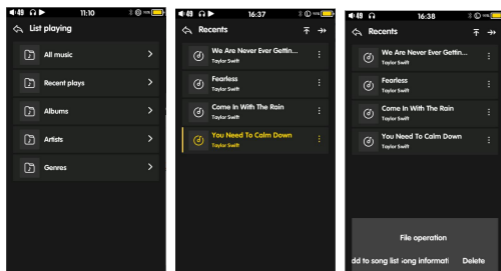 49 11:10
List playing
All music
Recent plays
Albums
Artists
Genres
49 16:37
Recents
We Are Never Ever Gettin...
Taylor Swift
Fearless
Taylor Swift
Come In With The Rain
Taylor Swift
You Need To Calm Down
Taylor Swift
49 16:38
Recents
We Are Never Ever Gettin...
Taylor Swift
Fearless
Taylor Swift
Come In With The Rain
Taylor Swift
You Need To Calm Down
Taylor Swift
File operation
dd to song list ong informati Delete